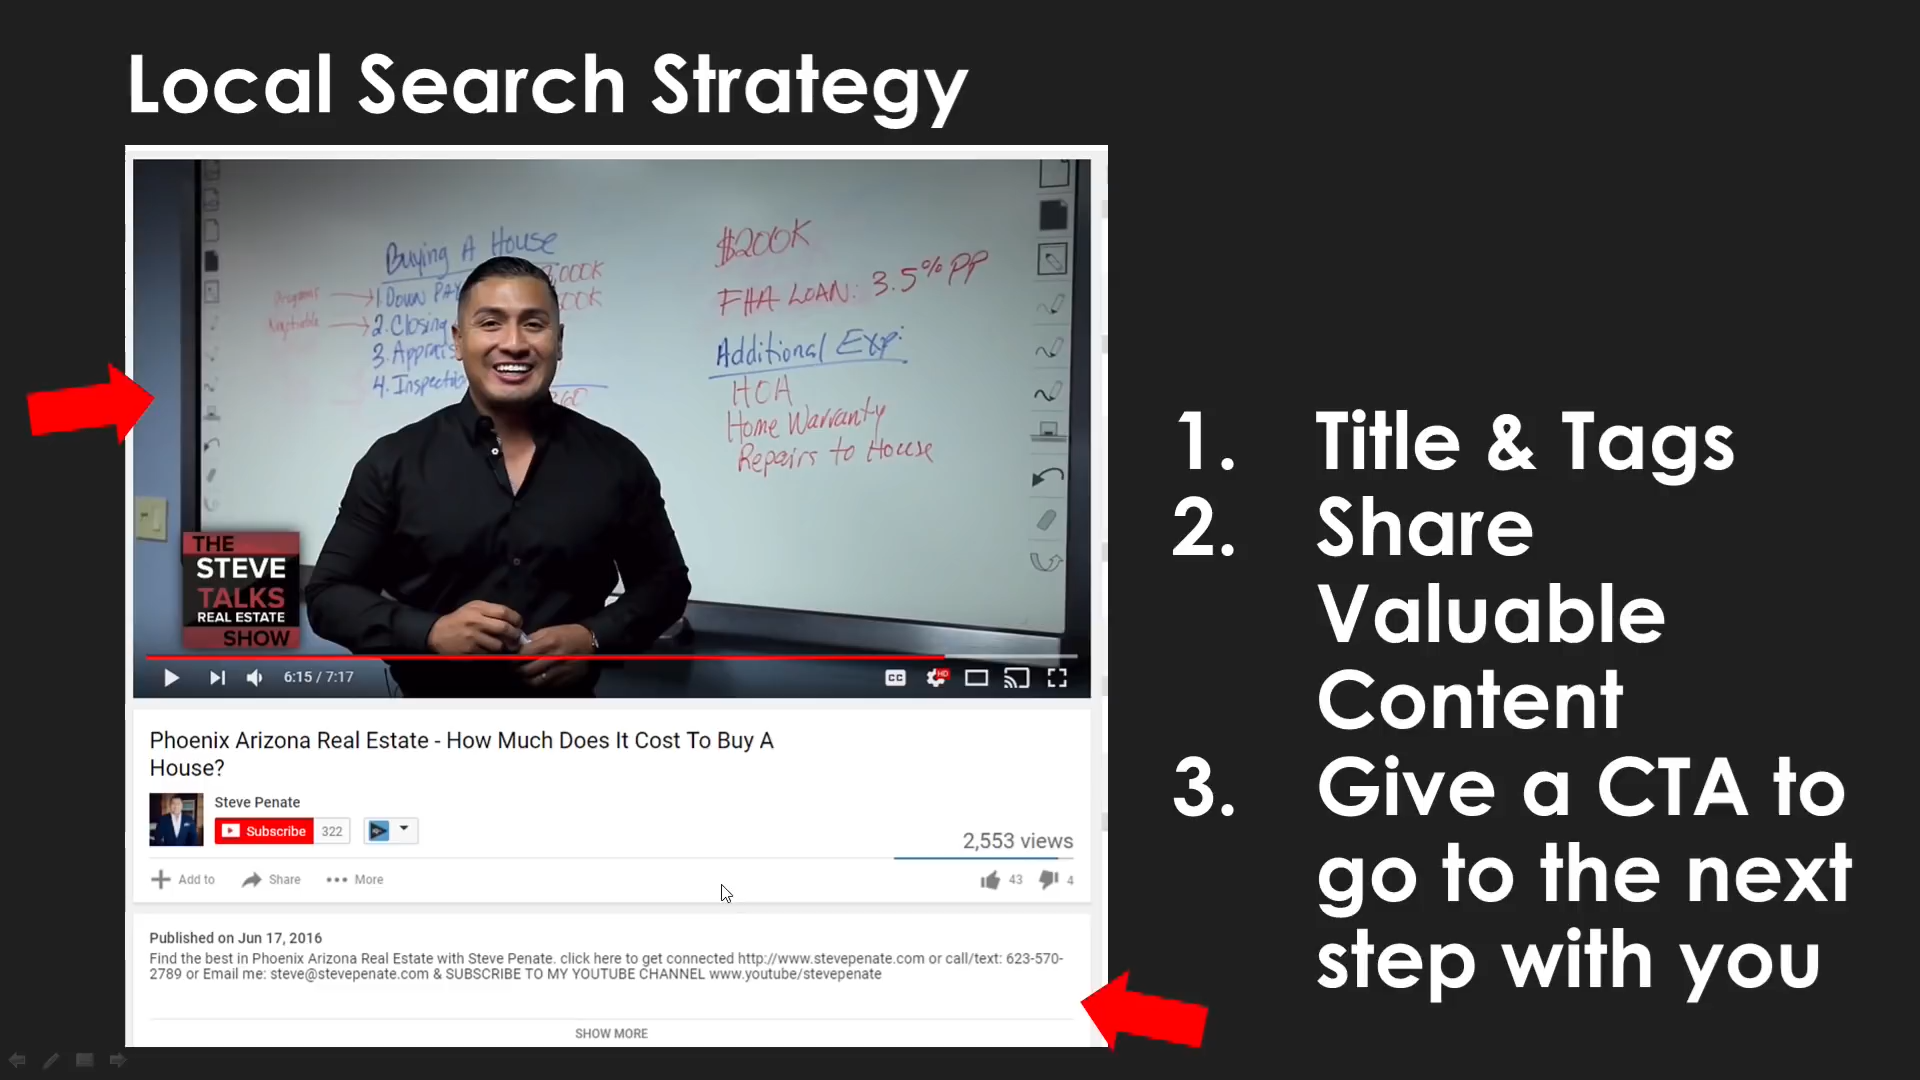 Local Search Strategy
Buying A House
1. Down
2. Closing
3. Apprais
4. Inspectio
$200K
FHA LOAN: 3.5% PP
Additional Exp:
HOA
Home Warranty
Repairs to House
THE
STEVE
TALKS
REAL ESTATE
SHOW
6:15 / 7:17
CC
HD
Phoenix Arizona Real Estate - How Much Does It Cost To Buy A
House?
Steve Penate
Subscribe 322
2,553 views
Add to Share More 43 4
Published on Jun 17, 2016
Find the best in Phoenix Arizona Real Estate with Steve Penate. click here to get connected http://www.stevepenate.com or call/text: 623-570-
2789 or Email me: steve@stevepenate.com & SUBSCRIBE TO MY YOUTUBE CHANNEL www.youtube/stevepenate
SHOW MORE
1. Title & Tags
2. Share
Valuable
Content
3. Give a CTA to
go to the next
step with you